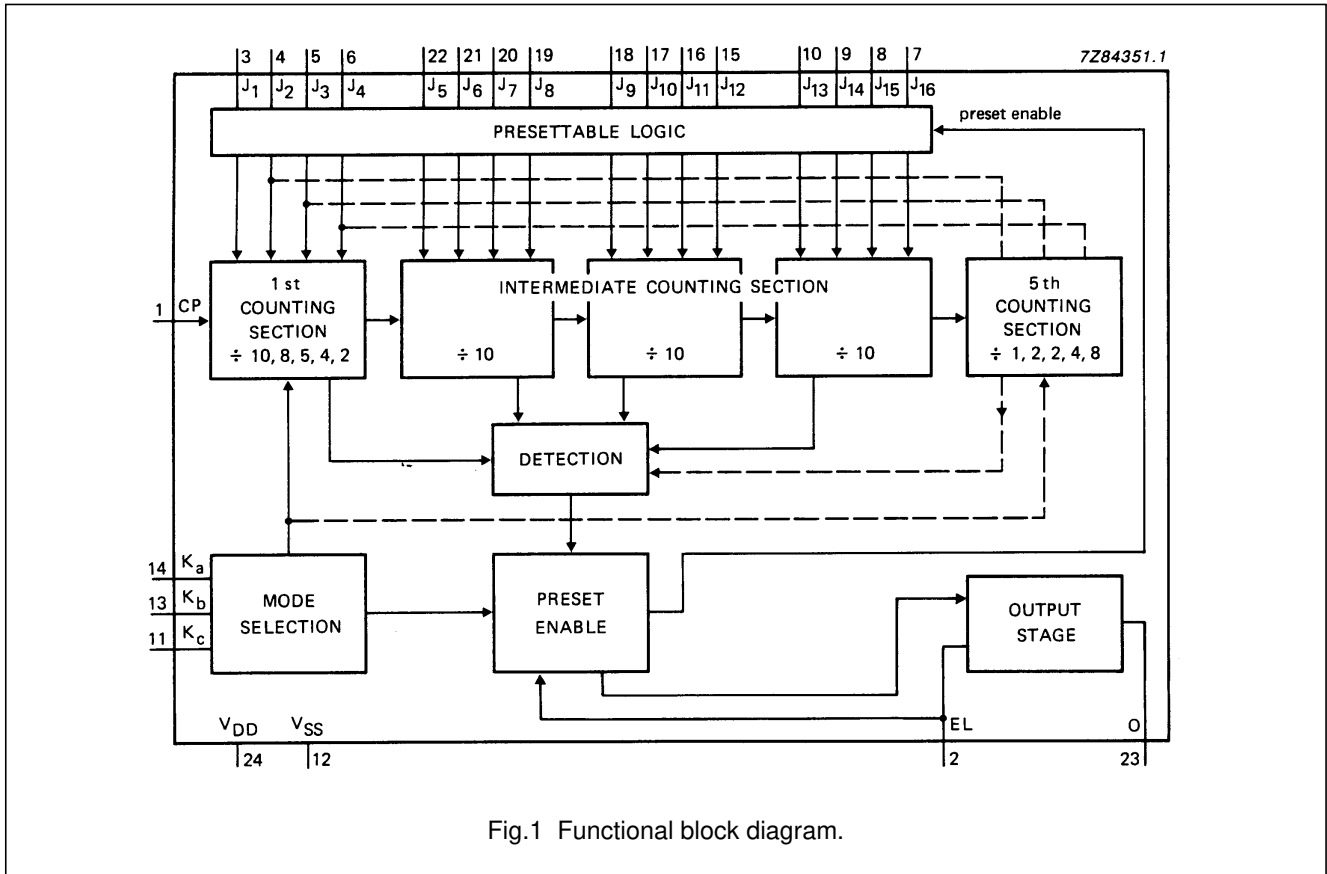 3 4 5 6 22 21 20 19 18 17 16 15 10 9 8 7 7Z84351.1
J1 J2 J3 J4 J5 J6 J7 J8 J9 J10 J11 J12 J13 J14 J15 J16
preset enable
PRESETTABLE LOGIC
1 CP
1st
COUNTING
SECTION
÷ 10, 8, 5, 4, 2
INTERMEDIATE COUNTING SECTION
÷ 10
÷ 10
÷ 10
5th
COUNTING
SECTION
÷ 1, 2, 2, 4, 8
DETECTION
14 Ka
13 Kb
11 Kc
MODE
SELECTION
PRESET
ENABLE
OUTPUT
STAGE
VDD VSS EL O
24 12 2 23
Fig.1 Functional block diagram.